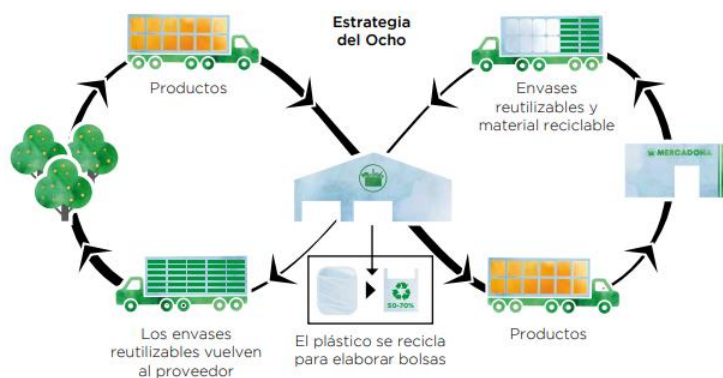 Estrategia
del Ocho
Productos
Envases
reutilizables y
material reciclable
MERCADONA
50-70%
Los envases
reutilizables vuelven
al proveedor
El plástico se recicla
para elaborar bolsas
Productos